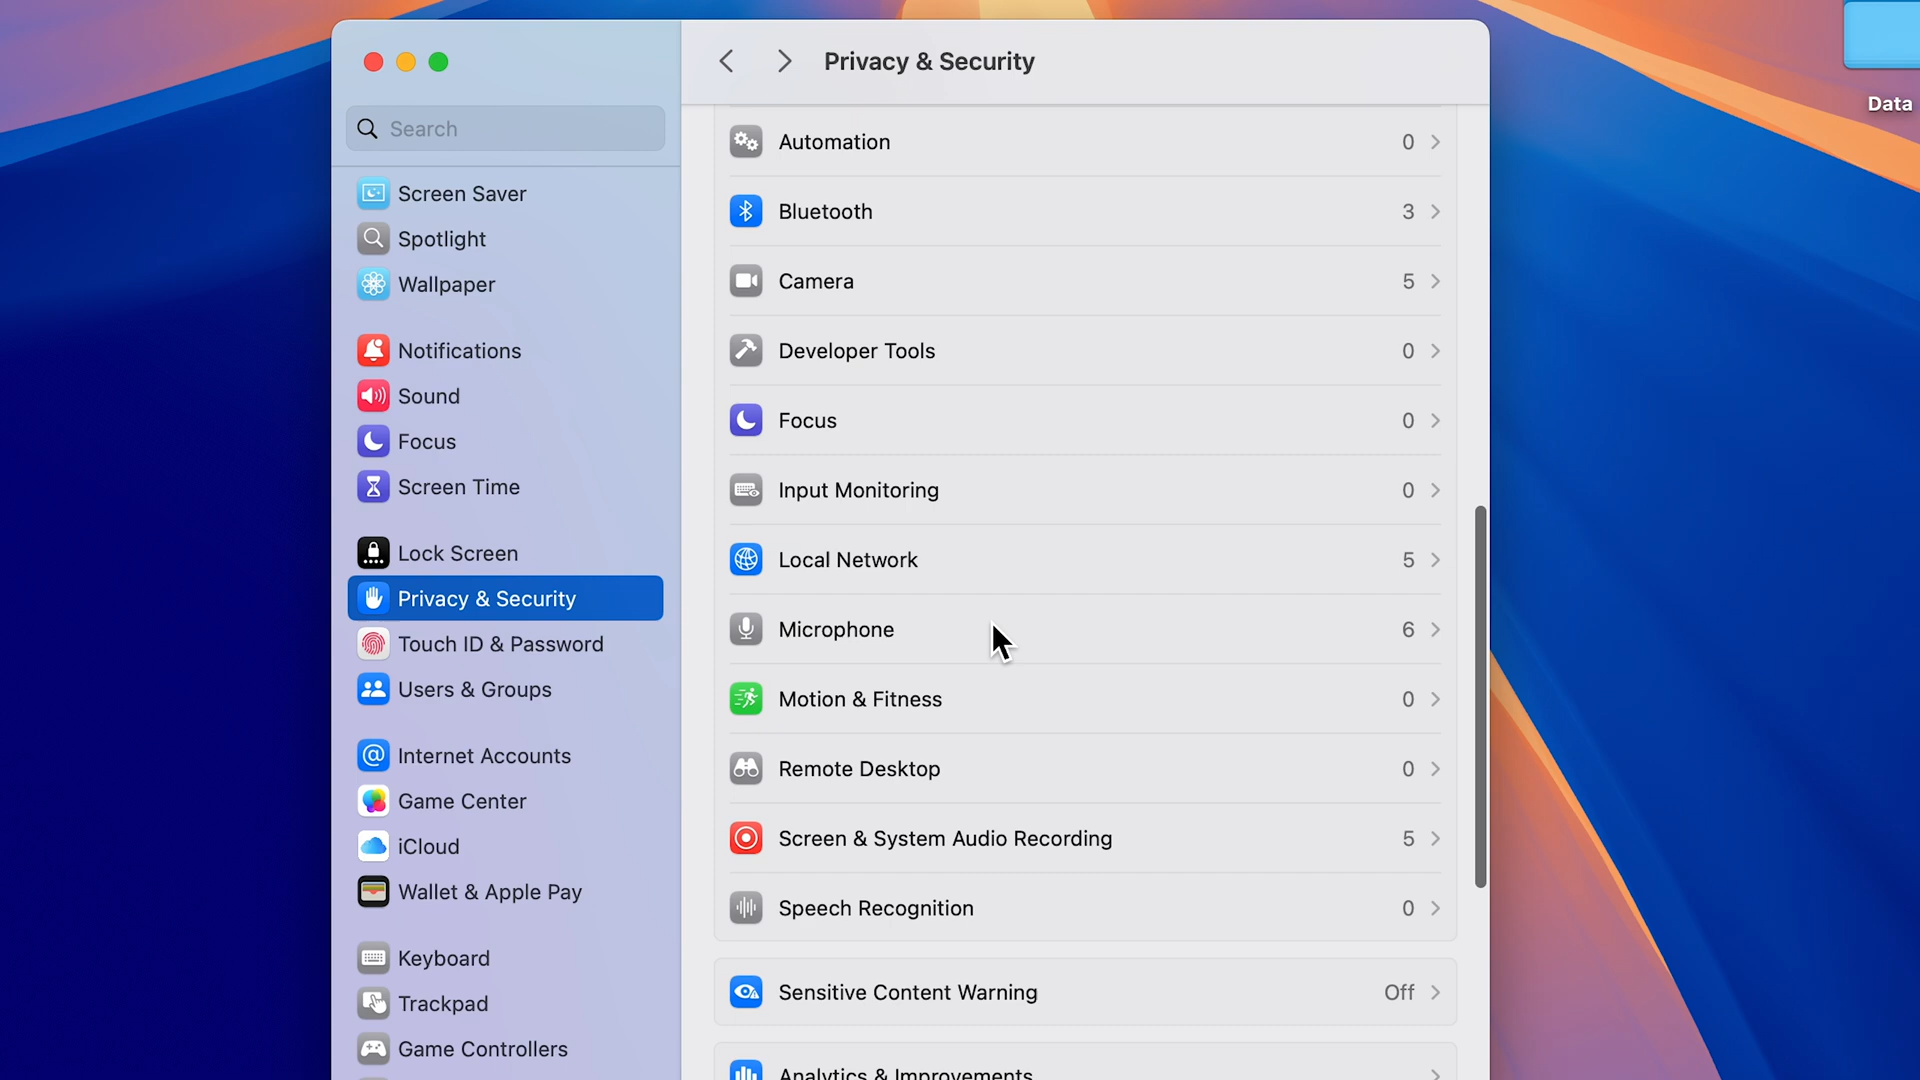 Privacy & Security
Search
Screen Saver
Spotlight
Wallpaper
Notifications
Sound
Focus
Screen Time
Lock Screen
Privacy & Security
Touch ID & Password
Users & Groups
Internet Accounts
Game Center
iCloud
Wallet & Apple Pay
Keyboard
Trackpad
Game Controllers
Automation 0
Bluetooth 3
Camera 5
Developer Tools 0
Focus 0
Input Monitoring 0
Local Network 5
Microphone 6
Motion & Fitness 0
Remote Desktop 0
Screen & System Audio Recording 5
Speech Recognition 0
Sensitive Content Warning Off
Analytics & Improvements
Data